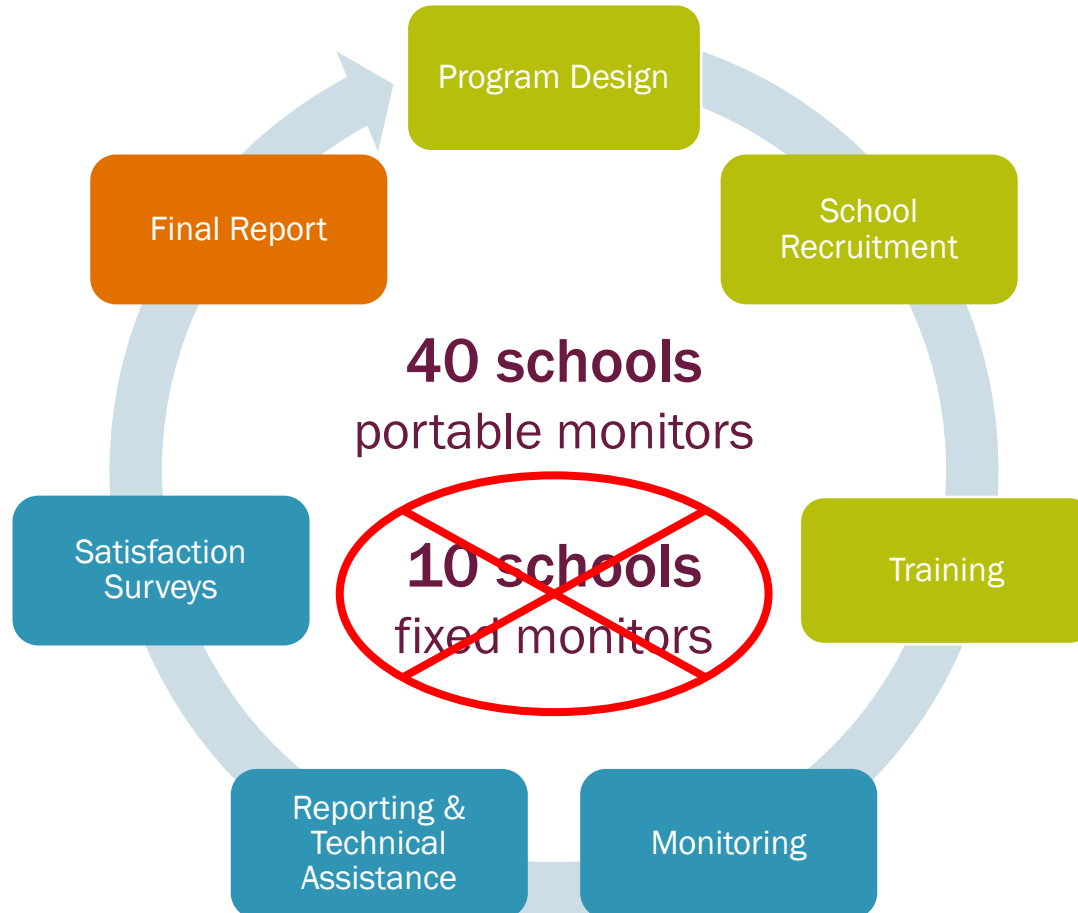 Program Design
School
Recruitment
Training
Monitoring
Reporting &
Technical
Assistance
Satisfaction
Surveys
Final Report
40 schools
portable monitors
10 schools
fixed monitors